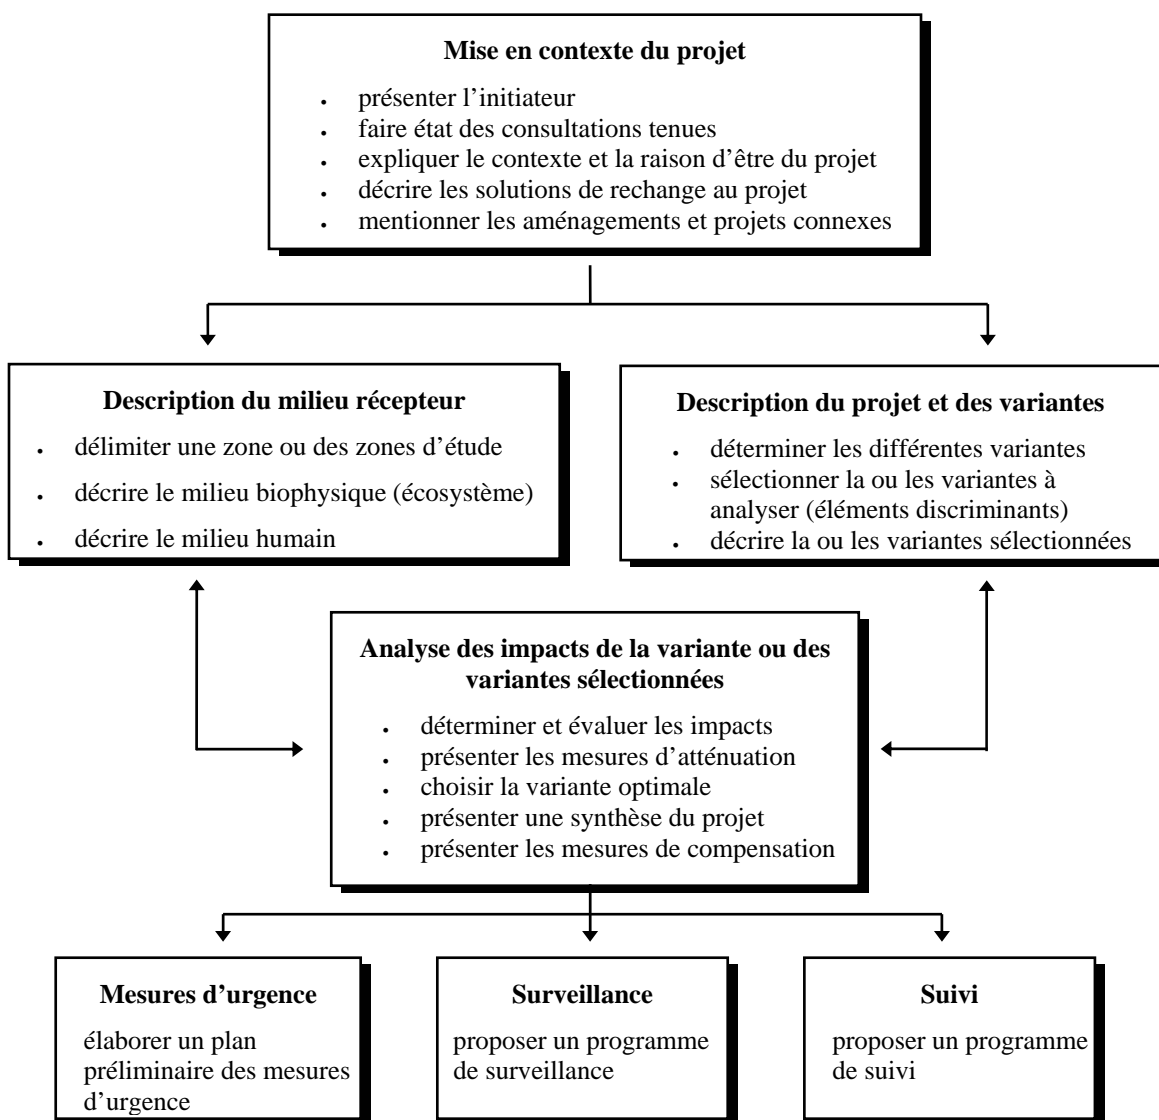 Mise en contexte du projet
• présenter l’initiateur
• faire état des consultations tenues
• expliquer le contexte et la raison d’être du projet
• décrire les solutions de rechange au projet
• mentionner les aménagements et projets connexes
Description du milieu récepteur
• délimiter une zone ou des zones d’étude
• décrire le milieu biophysique (écosystème)
• décrire le milieu humain
Description du projet et des variantes
• déterminer les différentes variantes
• sélectionner la ou les variantes à
analyser (éléments discriminants)
• décrire la ou les variantes sélectionnées
Analyse des impacts de la variante ou des
variantes sélectionnées
• déterminer et évaluer les impacts
• présenter les mesures d’atténuation
• choisir la variante optimale
• présenter une synthèse du projet
• présenter les mesures de compensation
Mesures d’urgence
élaborer un plan
préliminaire des mesures
d’urgence
Surveillance
proposer un programme
de surveillance
Suivi
proposer un programme
de suivi